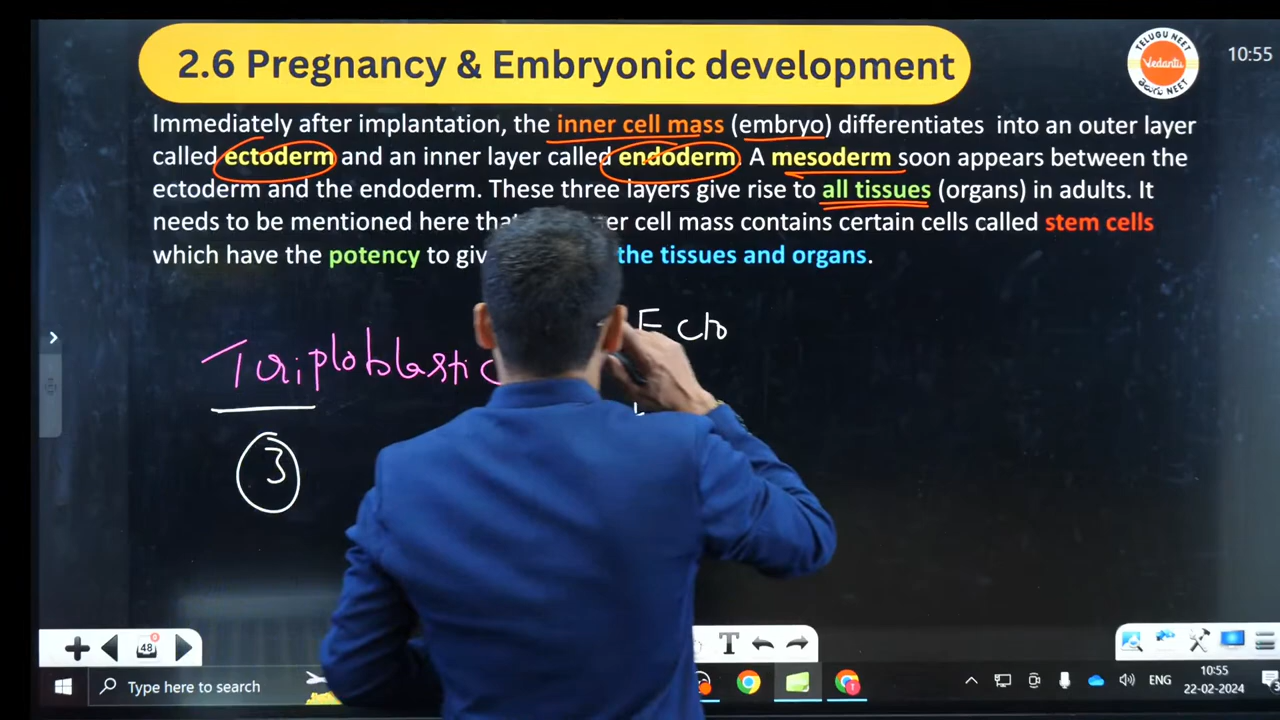 2.6 Pregnancy & Embryonic development
TELUGU NEET
Vedantu
తెలుగు NEET
10:55
Immediately after implantation, the inner cell mass (embryo) differentiates into an outer layer
called ectoderm and an inner layer called endoderm. A mesoderm soon appears between the
ectoderm and the endoderm. These three layers give rise to all tissues (organs) in adults. It
needs to be mentioned here cell mass contains certain cells called stem cells
which have the potency to the tissues and organs.
Ecto
Triploblastic
3
48
T
Type here to search
ENG
10:55
22-02-2024